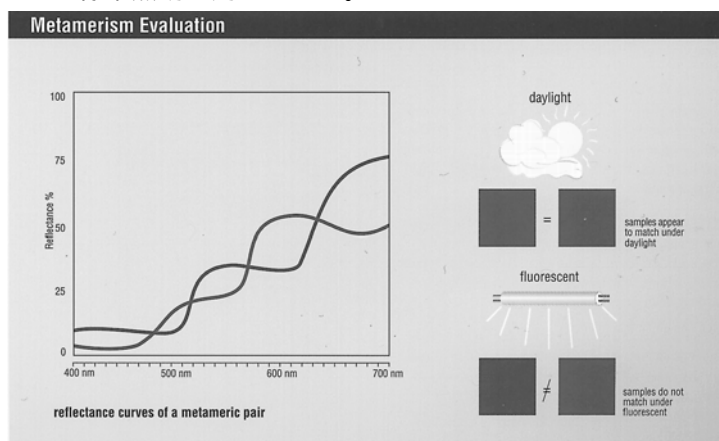 Metamerism Evaluation
100
75
50
25
0
Reflectance %
400 nm
500 nm
600 nm
700 nm
reflectance curves of a metameric pair
daylight
=
samples appear
to match under
daylight
fluorescent
≠
samples do not
match under
fluorescent